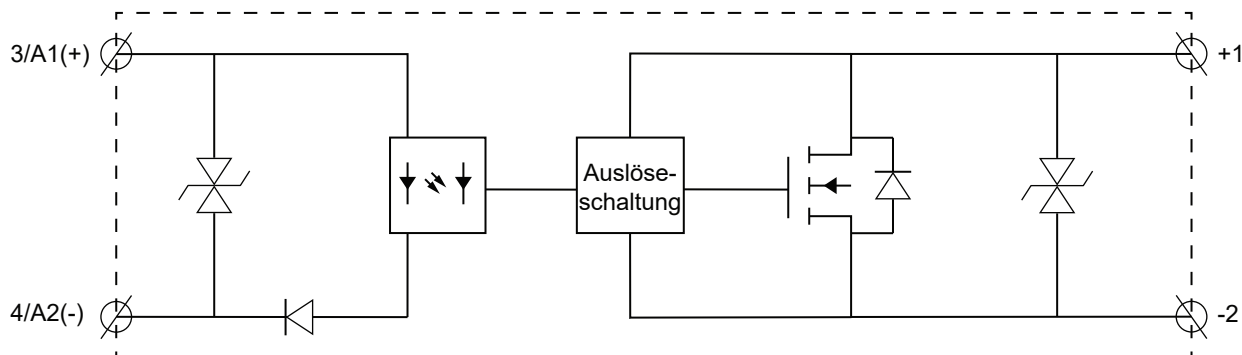 3/A1(+)
+1
Auslöse-
schaltung
4/A2(-)
-2